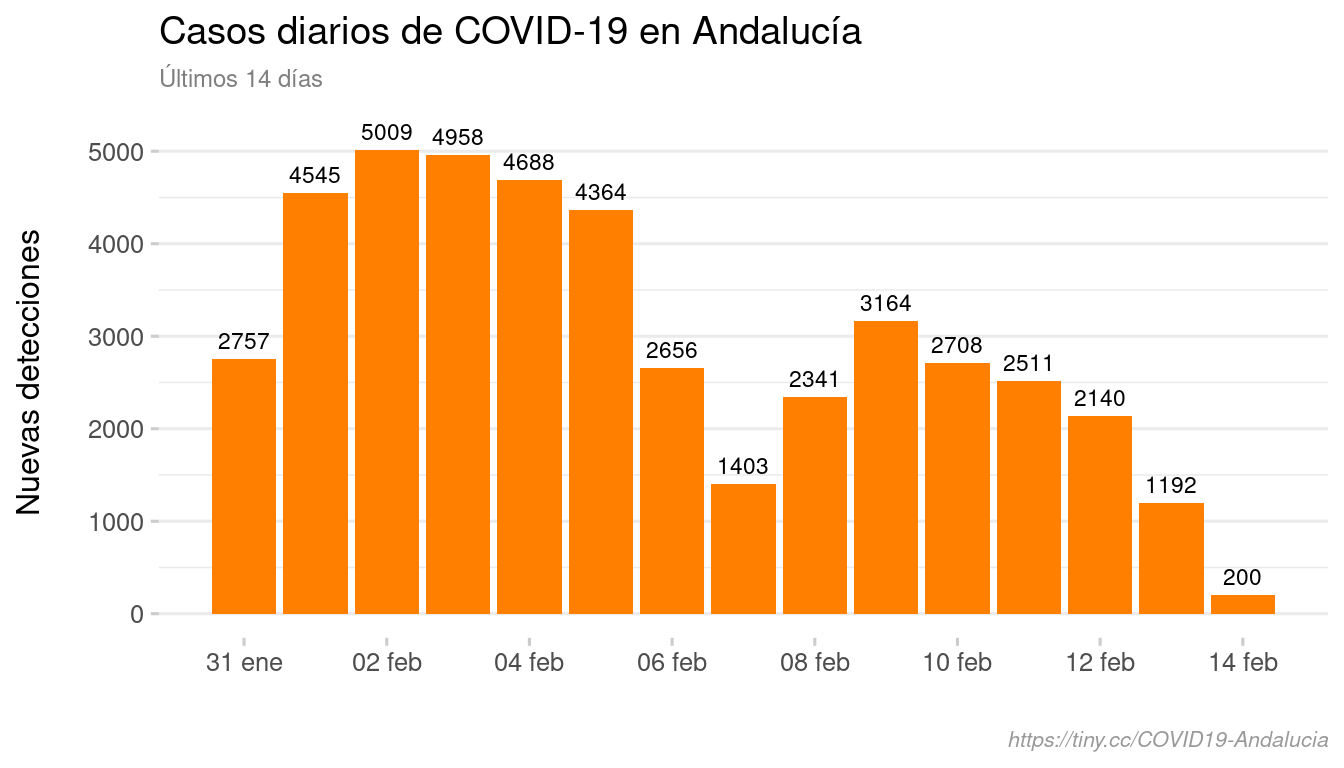 Casos diarios de COVID-19 en Andalucía
Últimos 14 días
Nuevas detecciones
5000
4000
3000
2000
1000
0
2757
4545
5009
4958
4688
4364
2656
1403
2341
3164
2708
2511
2140
1192
200
31 ene
02 feb
04 feb
06 feb
08 feb
10 feb
12 feb
14 feb
https://tiny.cc/COVID19-Andalucia